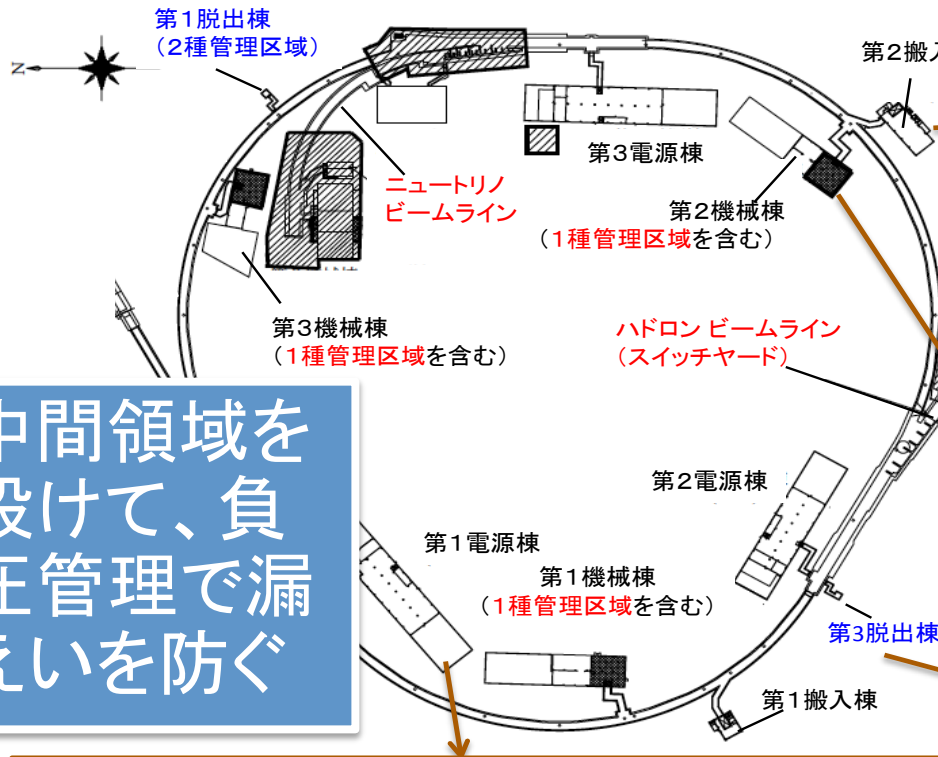 第1脱出棟
（2種管理区域）
第2搬入
N
第3電源棟
ニュートリノ
ビームライン
第2機械棟
（1種管理区域を含む）
第3機械棟
（1種管理区域を含む）
ハドロン ビームライン
（スイッチヤード）
中間領域を
設けて、負
圧管理で漏
えいを防ぐ
第2電源棟
第1電源棟
第1機械棟
（1種管理区域を含む）
第3脱出棟
第1搬入棟